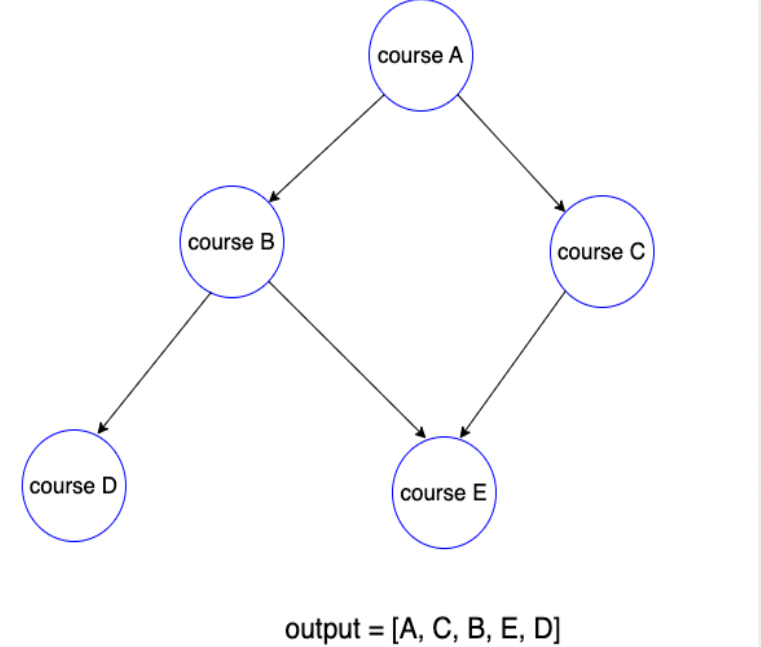 course A
course B
course C
course D
course E
output = [A, C, B, E, D]